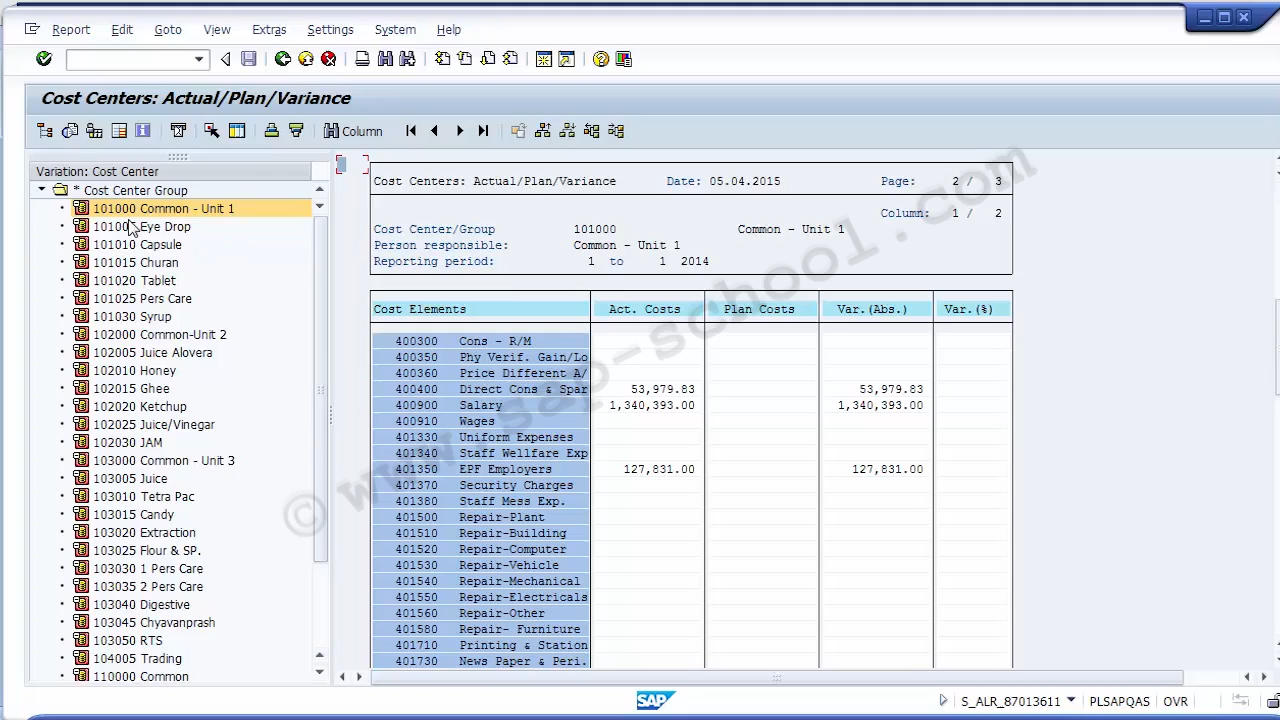 Report Edit Goto View Extras Settings System Help
Cost Centers: Actual/Plan/Variance
Column
Variation: Cost Center
* Cost Center Group
101000 Common - Unit 1
Eye Drop
101010 Capsule
101015 Churan
101020 Tablet
101025 Pers Care
101030 Syrup
102000 Common-Unit 2
102005 Juice Alovera
102010 Honey
102015 Ghee
102020 Ketchup
102025 Juice/Vinegar
102030 JAM
103000 Common - Unit 3
103005 Juice
103010 Tetra Pac
103015 Candy
103020 Extraction
103025 Flour & SP.
103030 1 Pers Care
103035 2 Pers Care
103040 Digestive
103045 Chyavanprash
103050 RTS
104005 Trading
110000 Common
Cost Centers: Actual/Plan/Variance Date: 05.04.2015 Page: 2 / 3
Column: 1 / 2
Cost Center/Group 101000 Common - Unit 1
Person responsible: Common - Unit 1
Reporting period: 1 to 1 2014
Cost Elements Act. Costs Plan Costs Var.(Abs.) Var.(%)
400300 Cons - R/M
400350 Phy Verif. Gain/Lo
400360 Price Different A/
400400 Direct Cons & Spar 53,979.83 53,979.83
400900 Salary 1,340,393.00 1,340,393.00
400910 Wages
401330 Uniform Expenses
401340 Staff Wellfare Exp
401350 EPF Employers 127,831.00 127,831.00
401370 Security Charges
401380 Staff Mess Exp.
401500 Repair-Plant
401510 Repair-Building
401520 Repair-Computer
401530 Repair-Vehicle
401540 Repair-Mechanical
401550 Repair-Electricals
401560 Repair-Other
401580 Repair- Furniture
401710 Printing & Station
401730 News Paper & Peri.
© www.sap-school.com
SAP
S_ALR_87013611 PLSAPQAS OVR